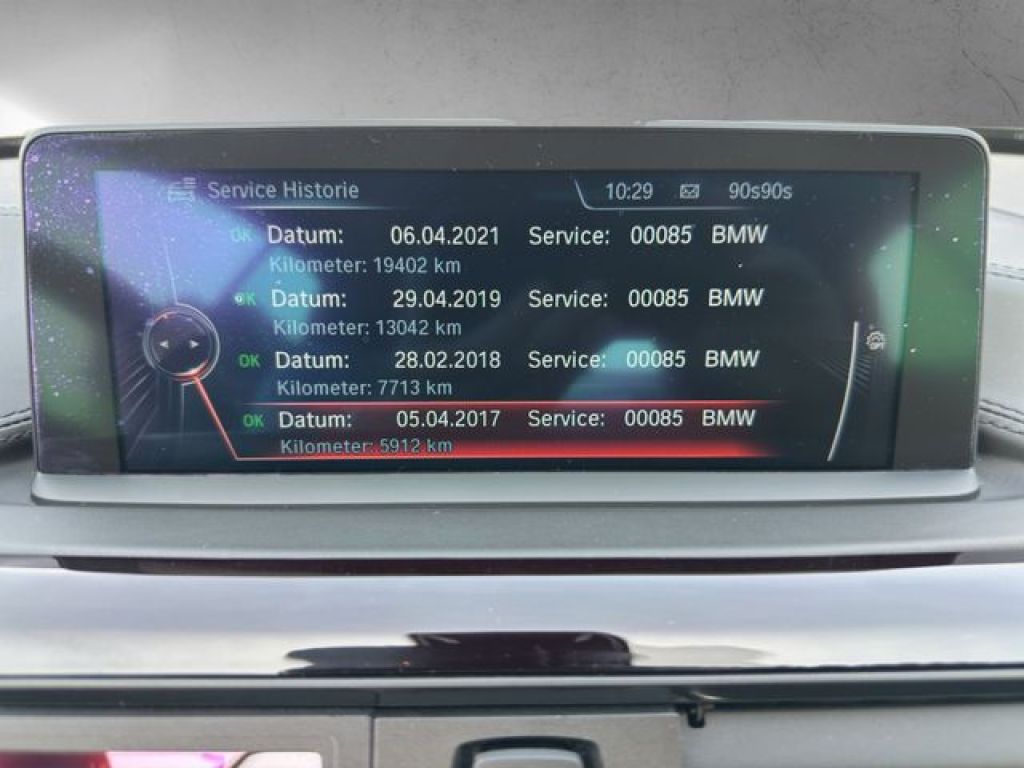 Service Historie 10:29 90s90s
OK Datum: 06.04.2021 Service: 00085 BMW
Kilometer: 19402 km
OK Datum: 29.04.2019 Service: 00085 BMW
Kilometer: 13042 km
OK Datum: 28.02.2018 Service: 00085 BMW
Kilometer: 7713 km
OK Datum: 05.04.2017 Service: 00085 BMW
Kilometer: 5912 km